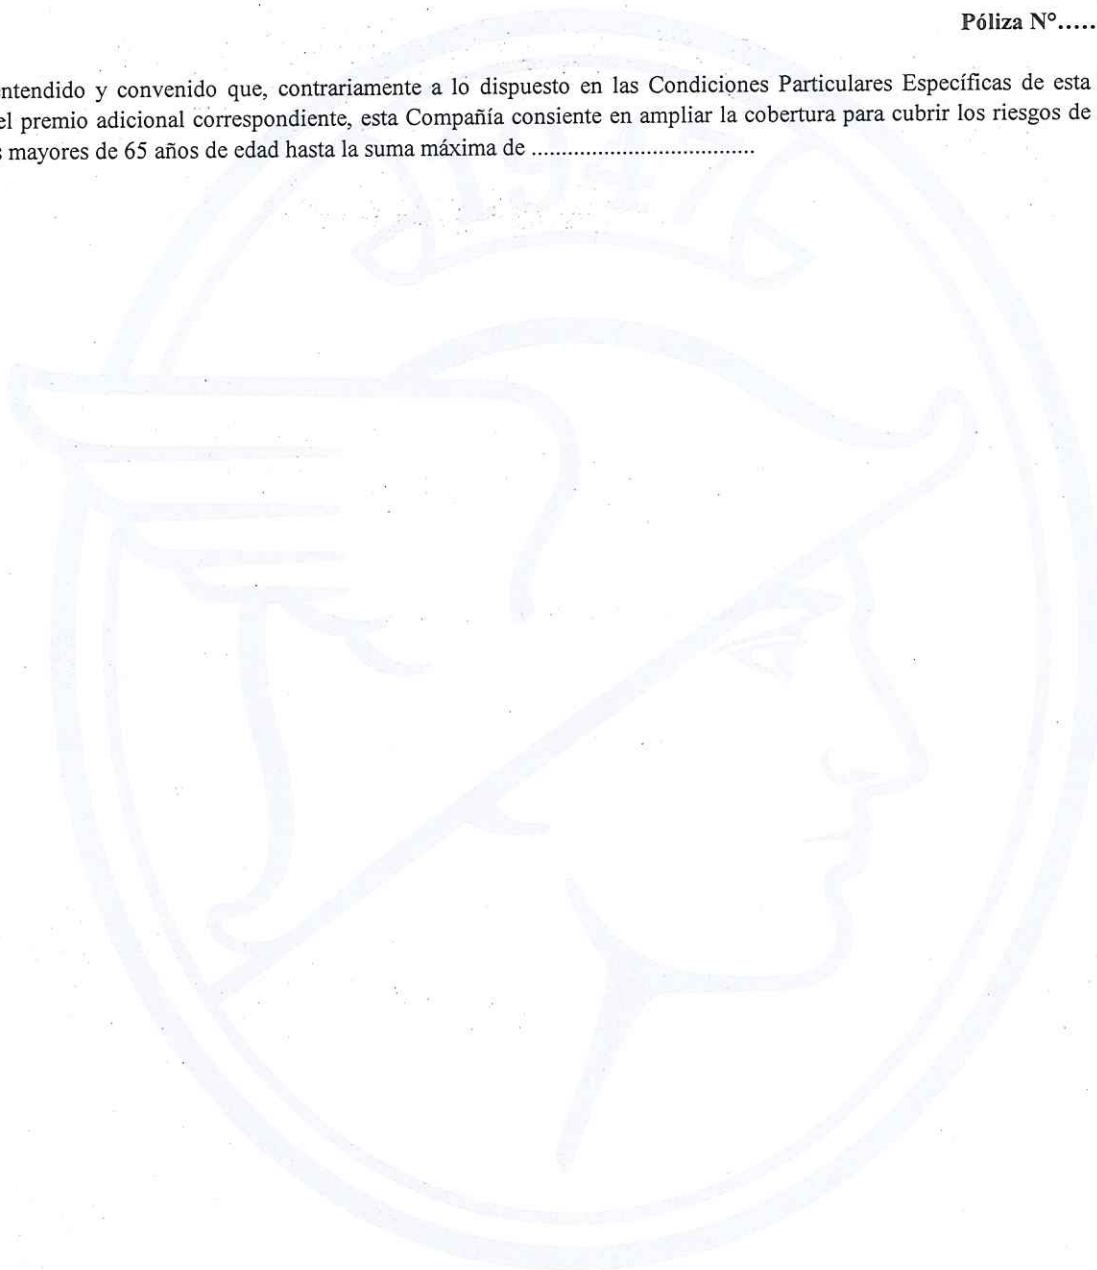 Póliza N°.....
ntendido y convenido que, contrariamente a lo dispuesto en las Condiciones Particulares Específicas de esta
el premio adicional correspondiente, esta Compañía consiente en ampliar la cobertura para cubrir los riesgos de
s mayores de 65 años de edad hasta la suma máxima de .....................................
1947